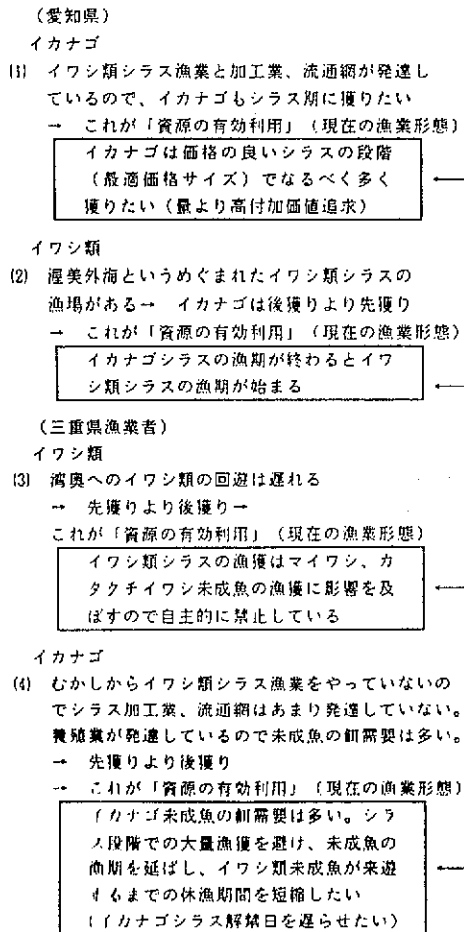 (愛知県)
イカナゴ
(1) イワシ類シラス漁業と加工業、流通網が発達し
ているので、イカナゴもシラス期に獲りたい
→ これが「資源の有効利用」(現在の漁業形態)
イカナゴは価格の良いシラスの段階
(最適価格サイズ)でなるべく多く
獲りたい(量より高付加価値追求)
イワシ類
(2) 渥美外海というめぐまれたイワシ類シラスの
漁場がある→ イカナゴは後獲りより先獲り
→ これが「資源の有効利用」(現在の漁業形態)
イカナゴシラスの漁期が終わるとイワ
シ類シラスの漁期が始まる
(三重県漁業者)
イワシ類
(3) 湾奥へのイワシ類の回遊は遅れる
→ 先獲りより後獲り→
これが「資源の有効利用」(現在の漁業形態)
イワシ類シラスの漁獲はマイワシ、カ
タクチイワシ未成魚の漁獲に影響を及
ぼすので自主的に禁止している
イカナゴ
(4) むかしからイワシ類シラス漁業をやっていないの
でシラス加工業、流通網はあまり発達していない。
養殖業が発達しているので未成魚の餌需要は多い。
→ 先獲りより後獲り
→ これが「資源の有効利用」(現在の漁業形態)
イカナゴ未成魚の餌需要は多い。シラ
ス段階での大量漁獲を避け、未成魚の
漁期を延ばし、イワシ類未成魚が来遊
するまでの休漁期間を短縮したい
(イカナゴシラス解禁日を遅らせたい)